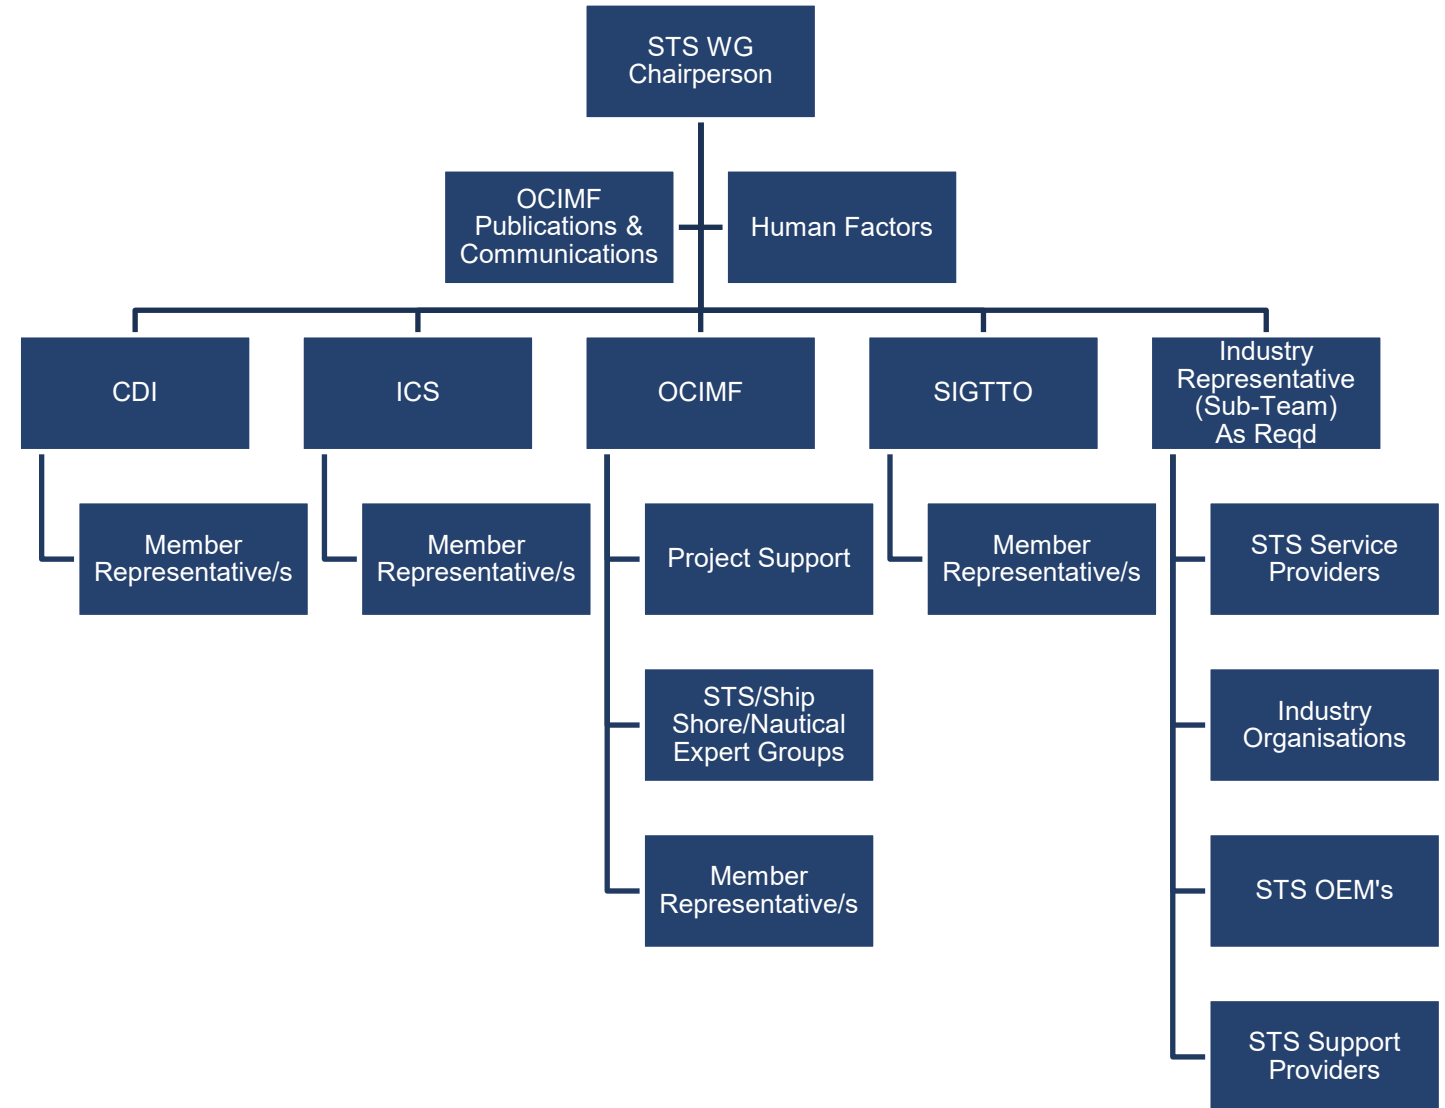 STS WG
Chairperson
OCIMF
Publications &
Communications
Human Factors
CDI
ICS
OCIMF
SIGTTO
Industry
Representative
(Sub-Team)
As Reqd
Member
Representative/s
Member
Representative/s
Project Support
Member
Representative/s
STS Service
Providers
STS/Ship
Shore/Nautical
Expert Groups
Industry
Organisations
Member
Representative/s
STS OEM's
STS Support
Providers